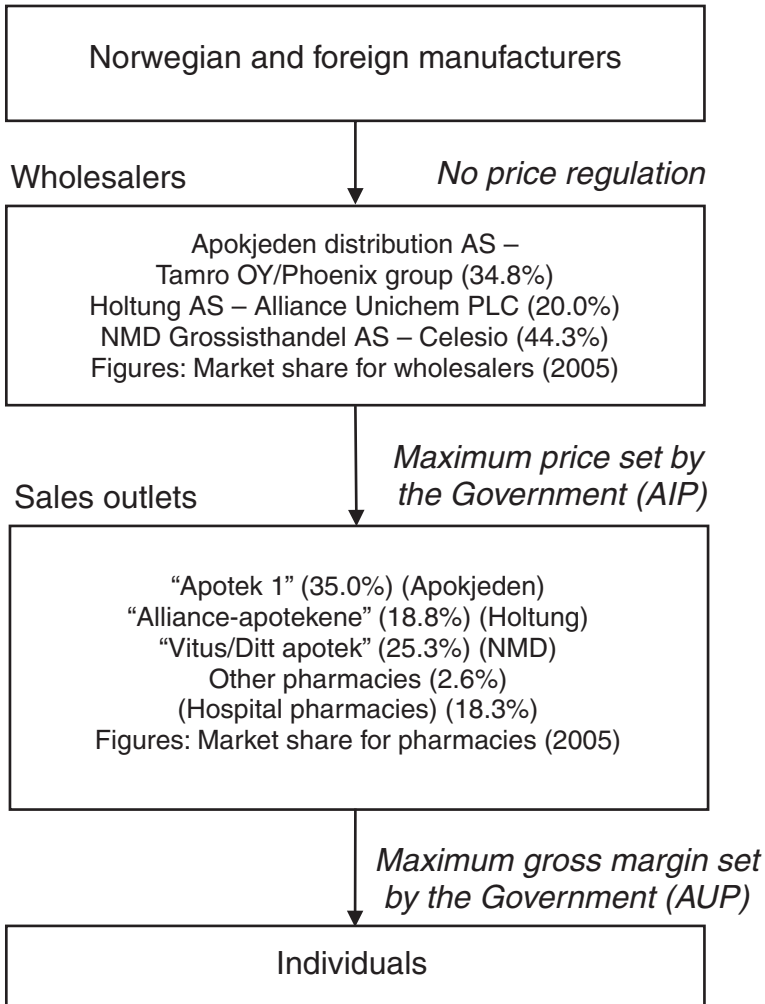 Norwegian and foreign manufacturers
Wholesalers
No price regulation
Apokjeden distribution AS –
Tamro OY/Phoenix group (34.8%)
Holtung AS – Alliance Unichem PLC (20.0%)
NMD Grossisthandel AS – Celesio (44.3%)
Figures: Market share for wholesalers (2005)
Maximum price set by
the Government (AIP)
Sales outlets
“Apotek 1” (35.0%) (Apokjeden)
“Alliance-apotekene” (18.8%) (Holtung)
“Vitus/Ditt apotek” (25.3%) (NMD)
Other pharmacies (2.6%)
(Hospital pharmacies) (18.3%)
Figures: Market share for pharmacies (2005)
Maximum gross margin set
by the Government (AUP)
Individuals